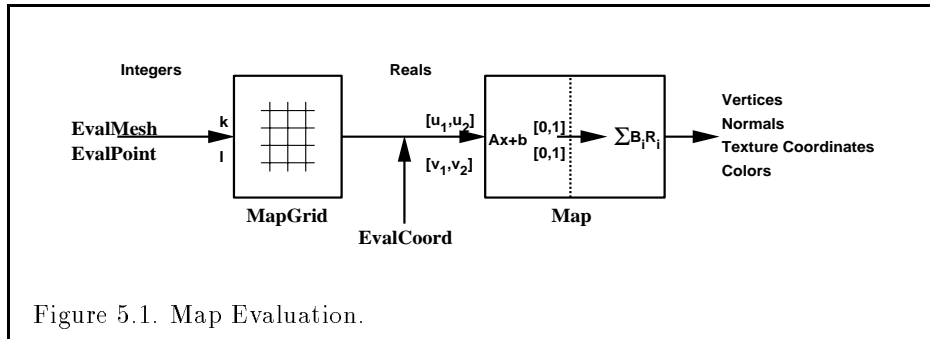 Integers
Reals
EvalMesh
EvalPoint
k
l
[u1,u2]
[v1,v2]
Ax+b
[0,1]
[0,1]
ΣBiRi
Vertices
Normals
Texture Coordinates
Colors
MapGrid
EvalCoord
Map
Figure 5.1. Map Evaluation.